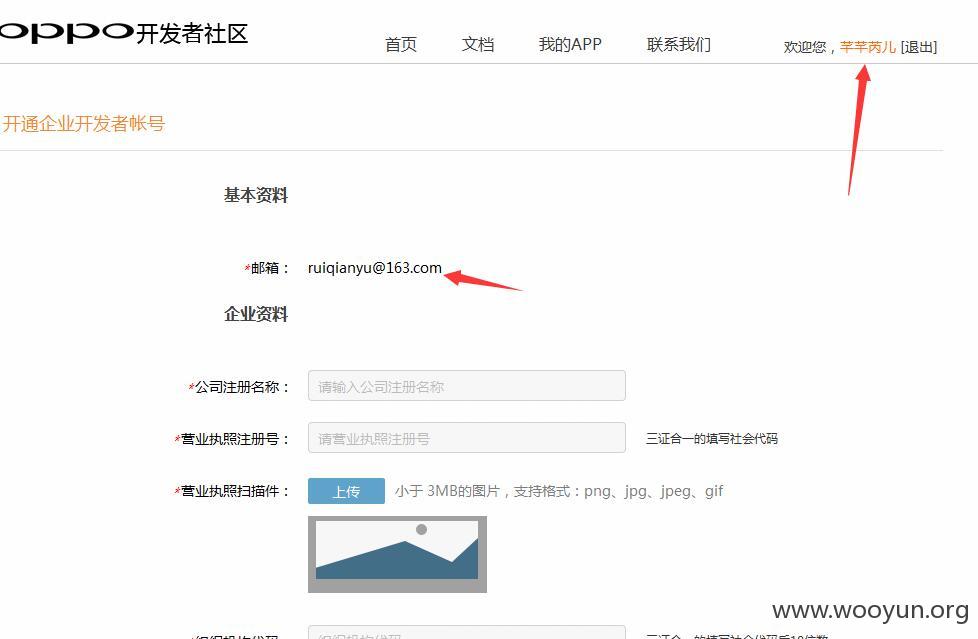 oppo开发者社区
首页 文档 我的APP 联系我们 欢迎您，芊芊芮儿 [退出]
开通企业开发者帐号
基本资料
*邮箱： ruiqianyu@163.com
企业资料
*公司注册名称： 请输入公司注册名称
*营业执照注册号： 请营业执照注册号 三证合一的填写社会代码
*营业执照扫描件： 上传 小于 3MB的图片，支持格式：png、jpg、jpeg、gif
www.wooyun.org